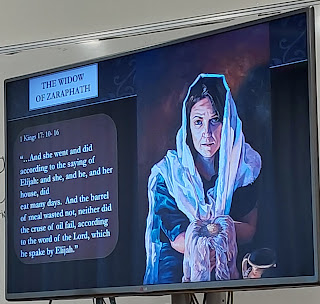 THE WIDOW
OF ZARAPHATH
1 Kings 17: 10- 16
"...And she went and did
according to the saying of
Elijah: and she, and he, and her
house, did
eat many days. And the barrel
of meal wasted not, neither did
the cruse of oil fail, according
to the word of the Lord, which
he spake by Elijah."